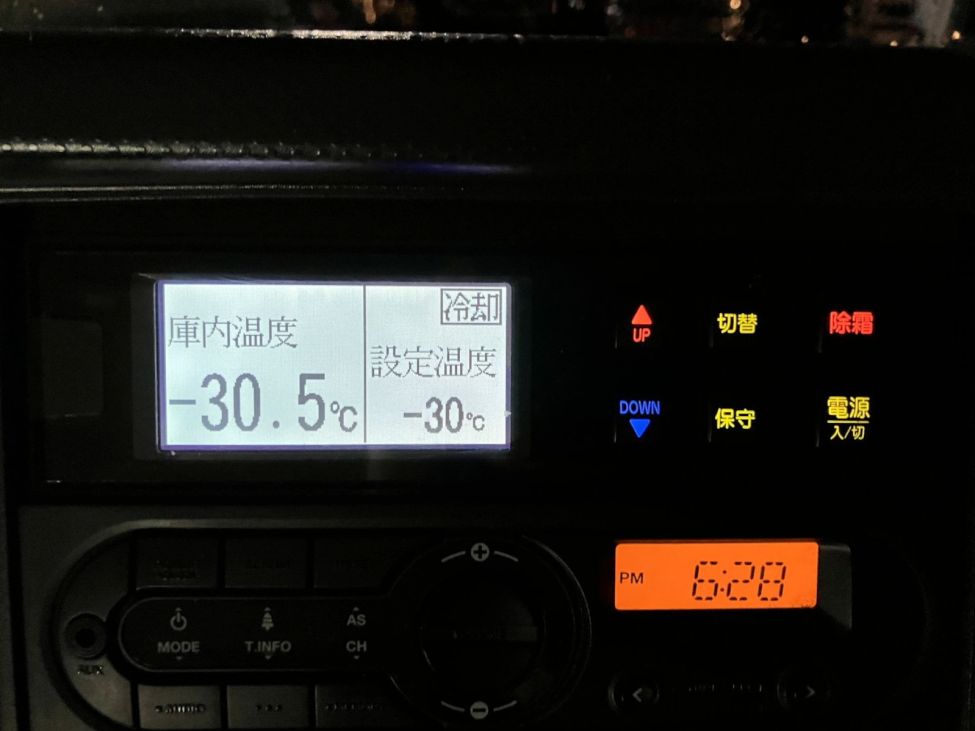 冷却
庫内温度
設定温度
-30.5℃
-30℃
UP
切替
除霜
DOWN
保守
電源
入/切
PM 6:28
AS
MODE
T.INFO
CH
AUX